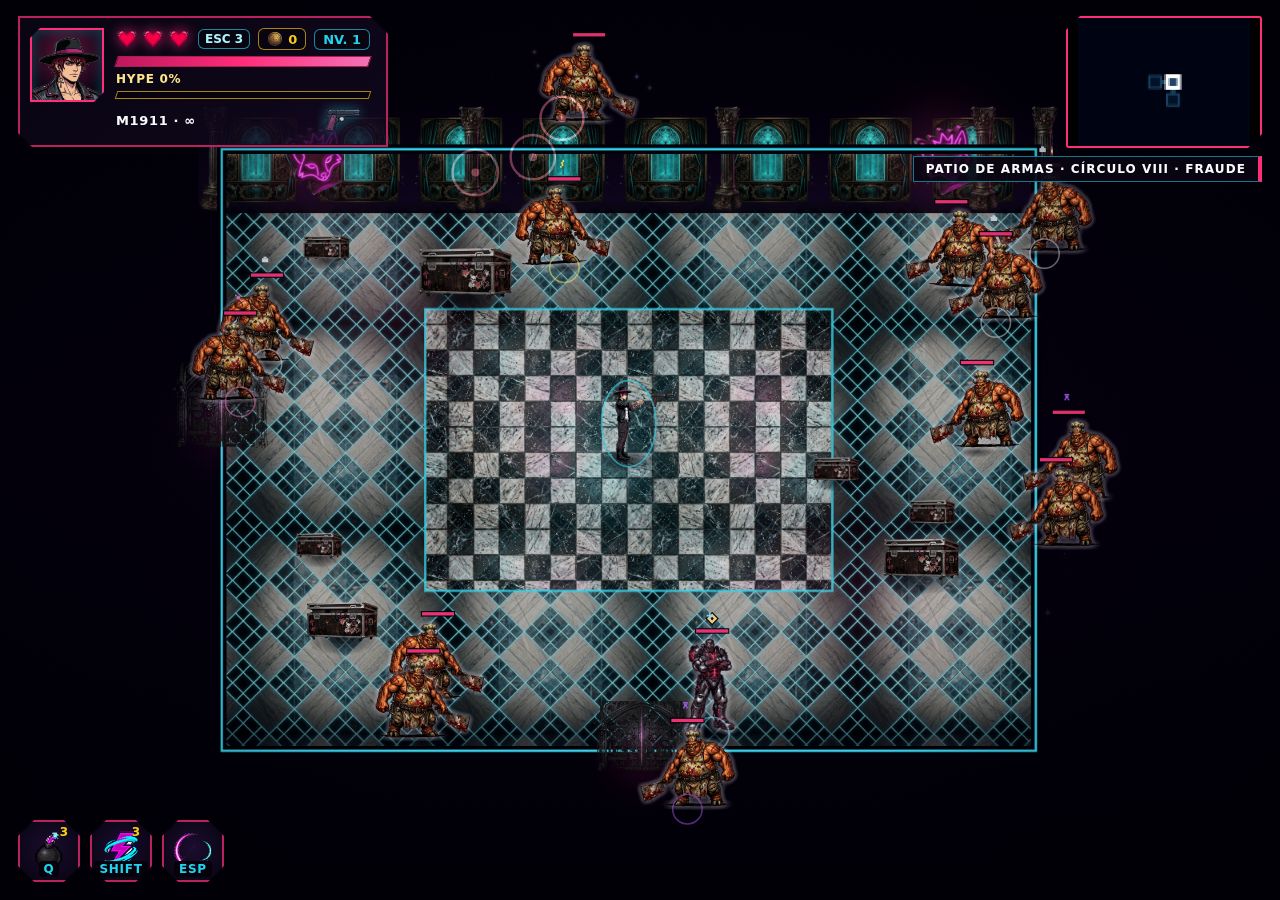 ESC 3
0
NV. 1
HYPE 0%
M1911 · ∞
PATIO DE ARMAS · CÍRCULO VIII · FRAUDE
3
Q
3
SHIFT
ESP